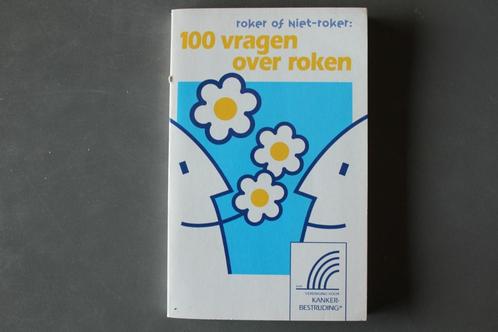 roker of Niet-roker:
100 vragen
over roken
VERENIGING VOOR
KANKER-
BESTRIJDING